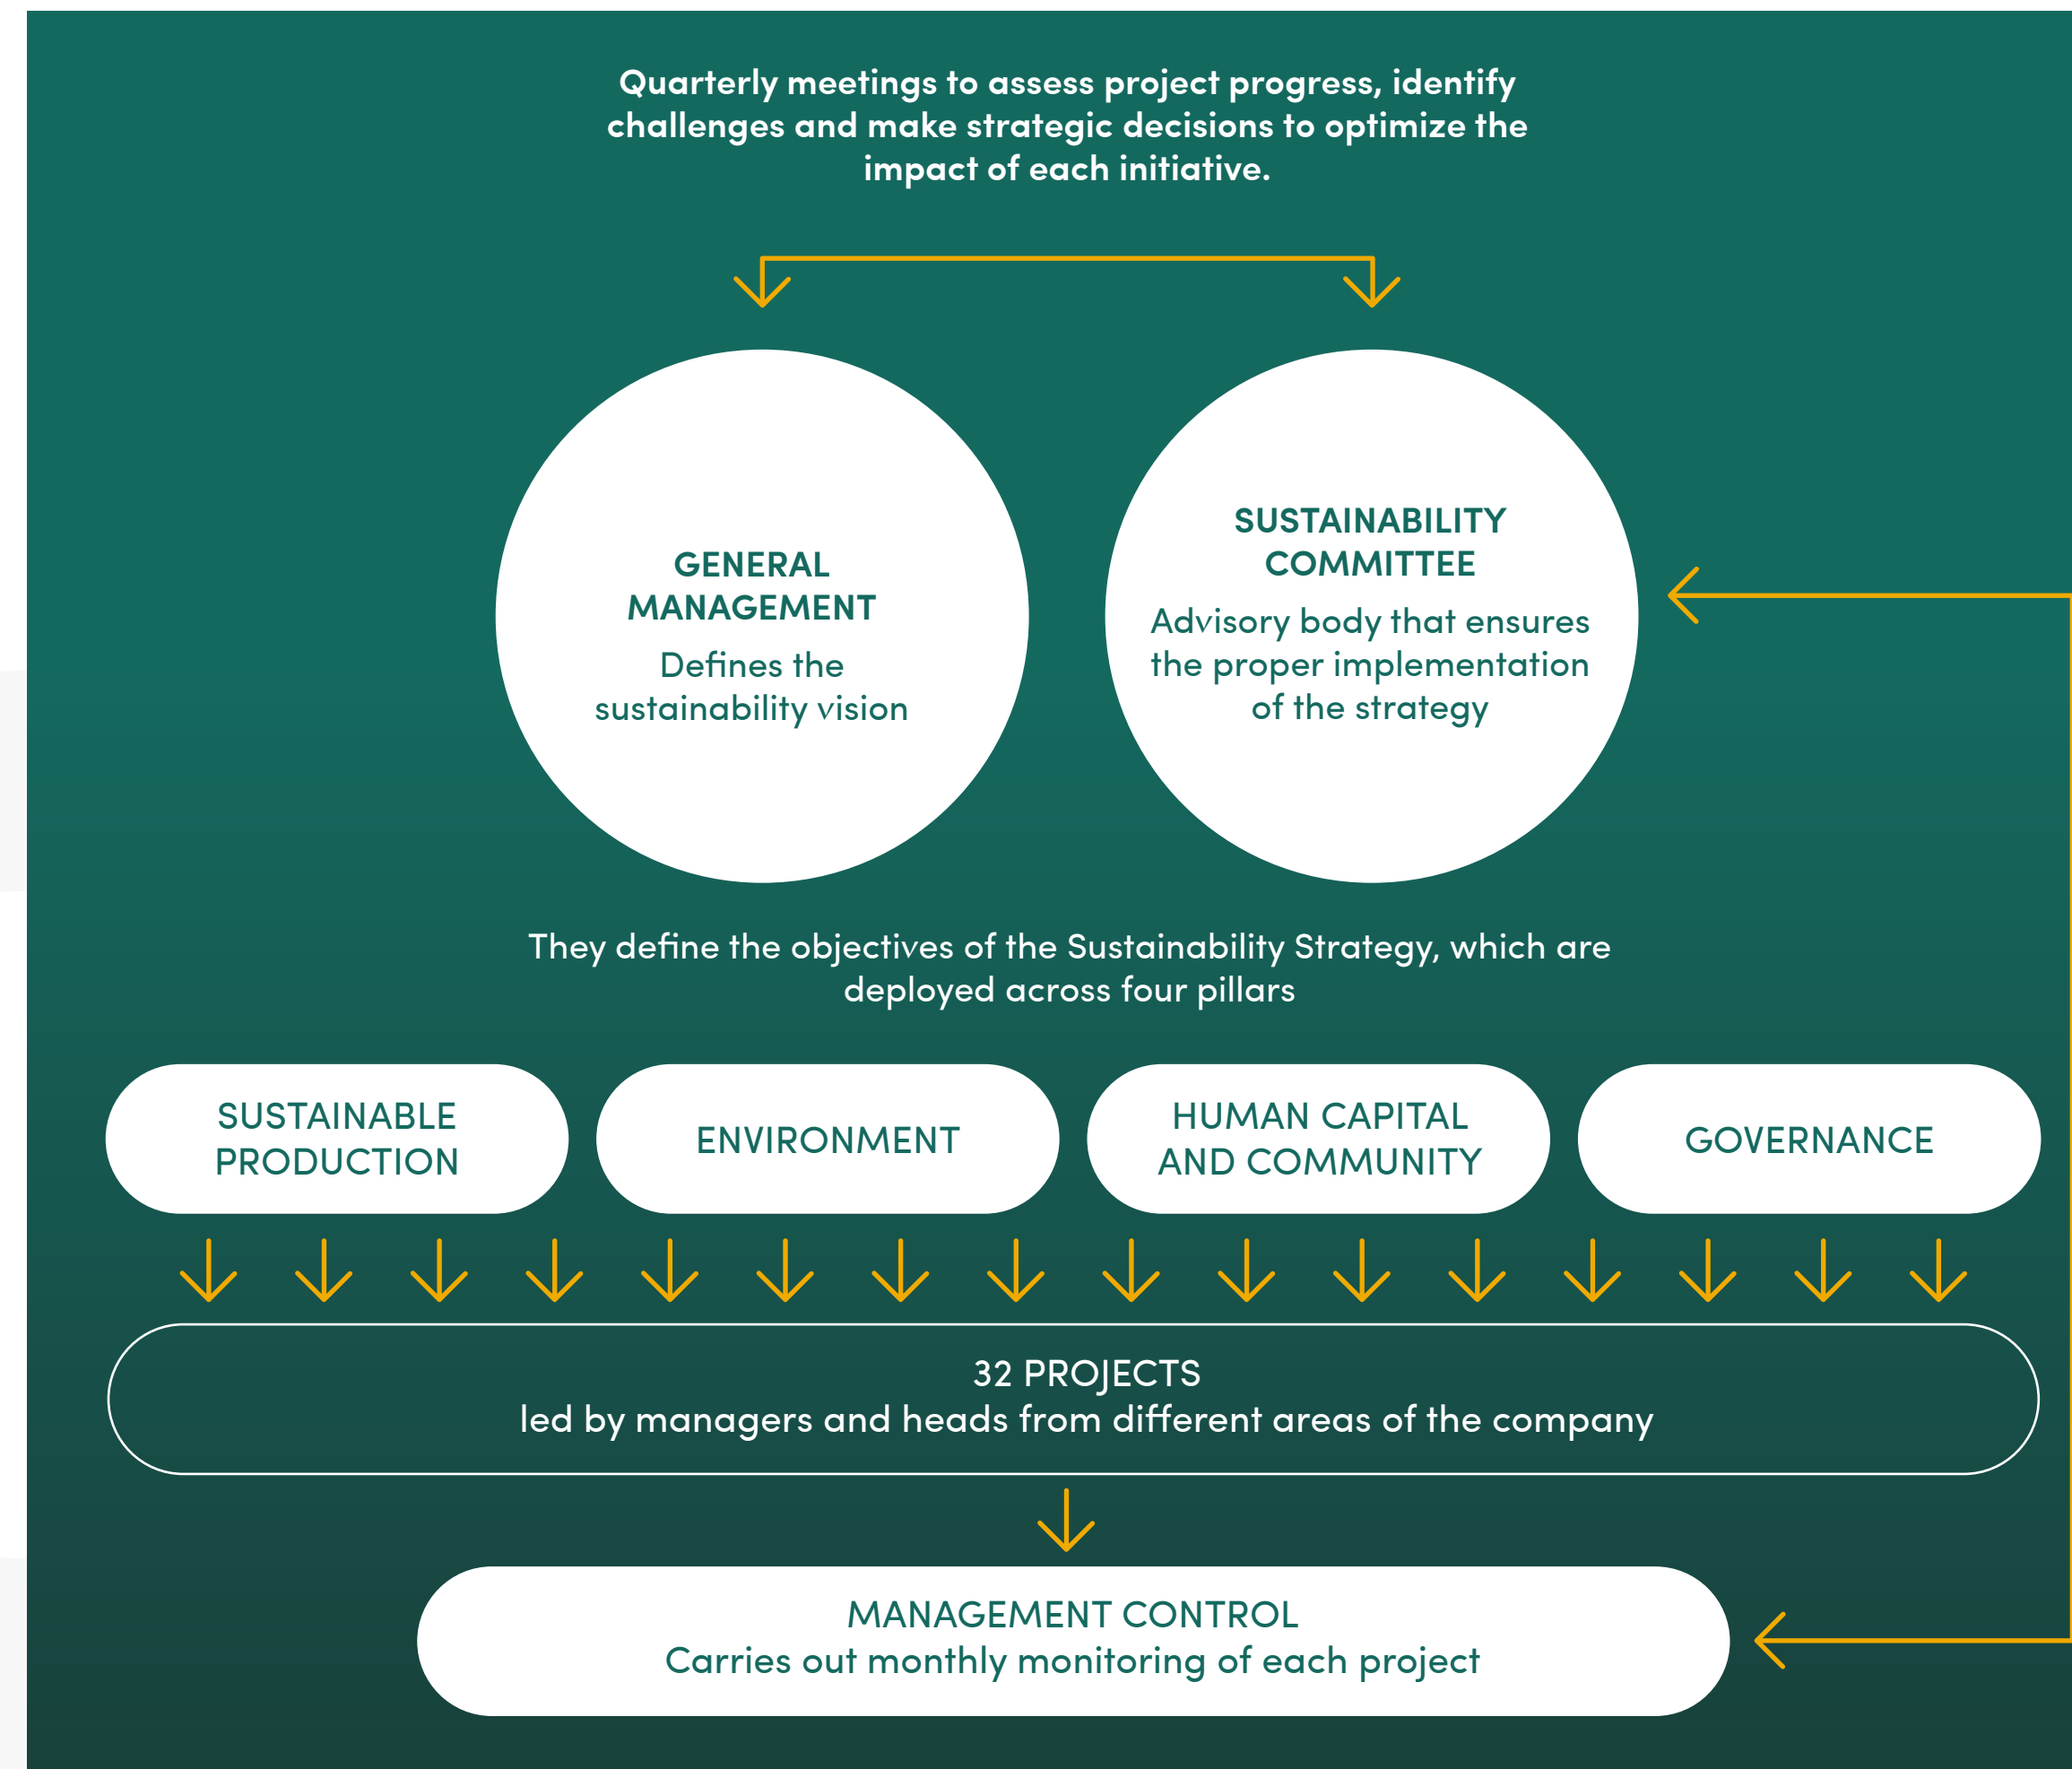 Quarterly meetings to assess project progress, identify
challenges and make strategic decisions to optimize the
impact of each initiative.
GENERAL
MANAGEMENT
Defines the
sustainability vision
SUSTAINABILITY
COMMITTEE
Advisory body that ensures
the proper implementation
of the strategy
They define the objectives of the Sustainability Strategy, which are
deployed across four pillars
SUSTAINABLE
PRODUCTION
ENVIRONMENT
HUMAN CAPITAL
AND COMMUNITY
GOVERNANCE
32 PROJECTS
led by managers and heads from different areas of the company
MANAGEMENT CONTROL
Carries out monthly monitoring of each project